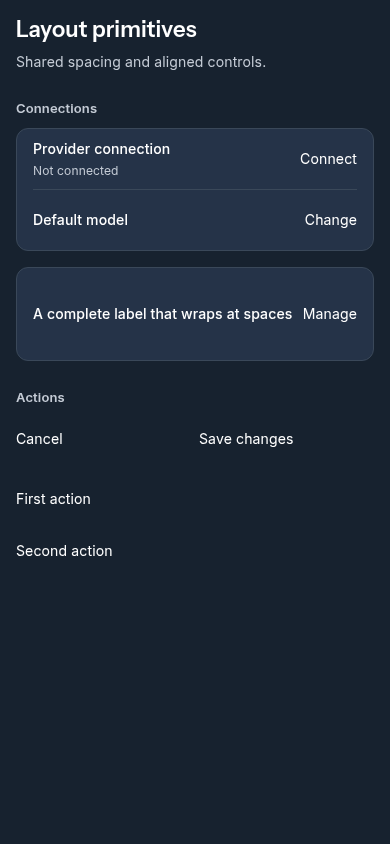 Layout primitives
Shared spacing and aligned controls.
Connections
Provider connection
Connect
Not connected
Default model
Change
A complete label that wraps at spaces
Manage
Actions
Cancel
Save changes
First action
Second action